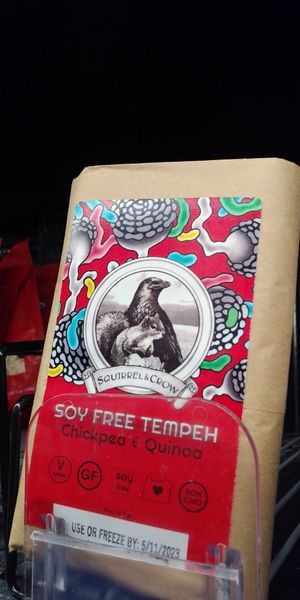 SQUIRREL & CROW
SOY FREE TEMPEH
Chickpea & Quinoa
V
vegan
GF
soy
free
NON
GMO
USE OR FREEZE BY: 5/11/2023